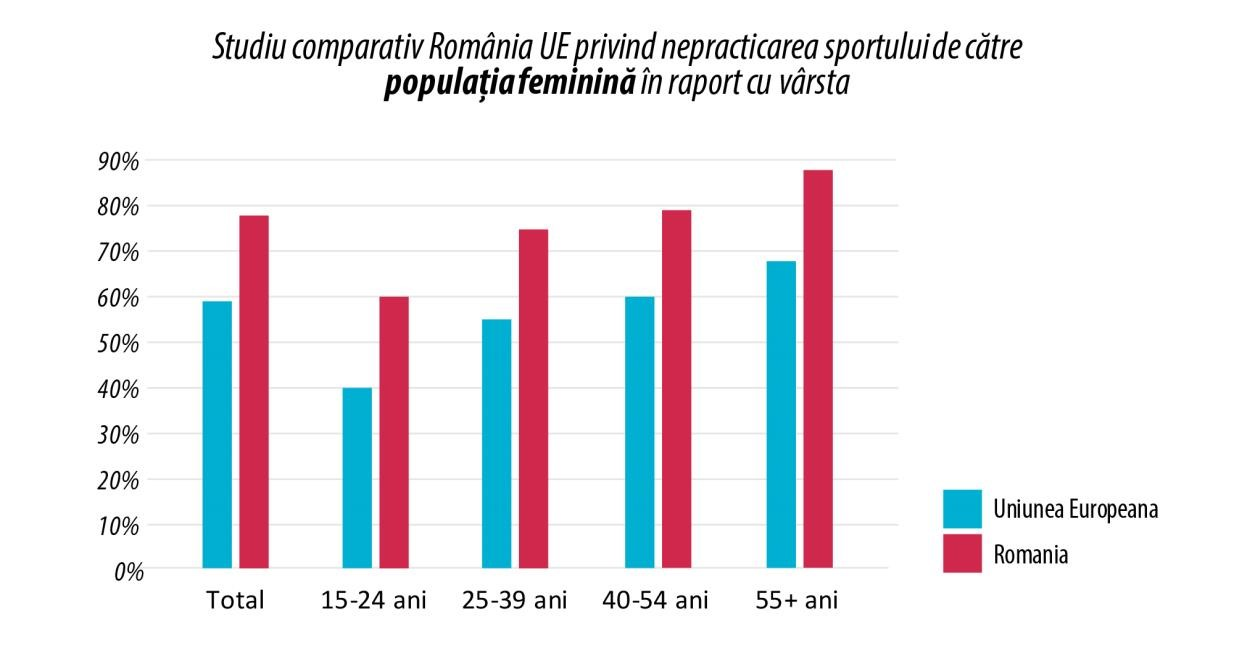 Studiu comparativ România UE privind nepracticarea sportului de către
populația feminină în raport cu vârsta
90%
80%
70%
60%
50%
40%
30%
20%
10%
0%
Total
15-24 ani
25-39 ani
40-54 ani
55+ ani
Uniunea Europeana
Romania